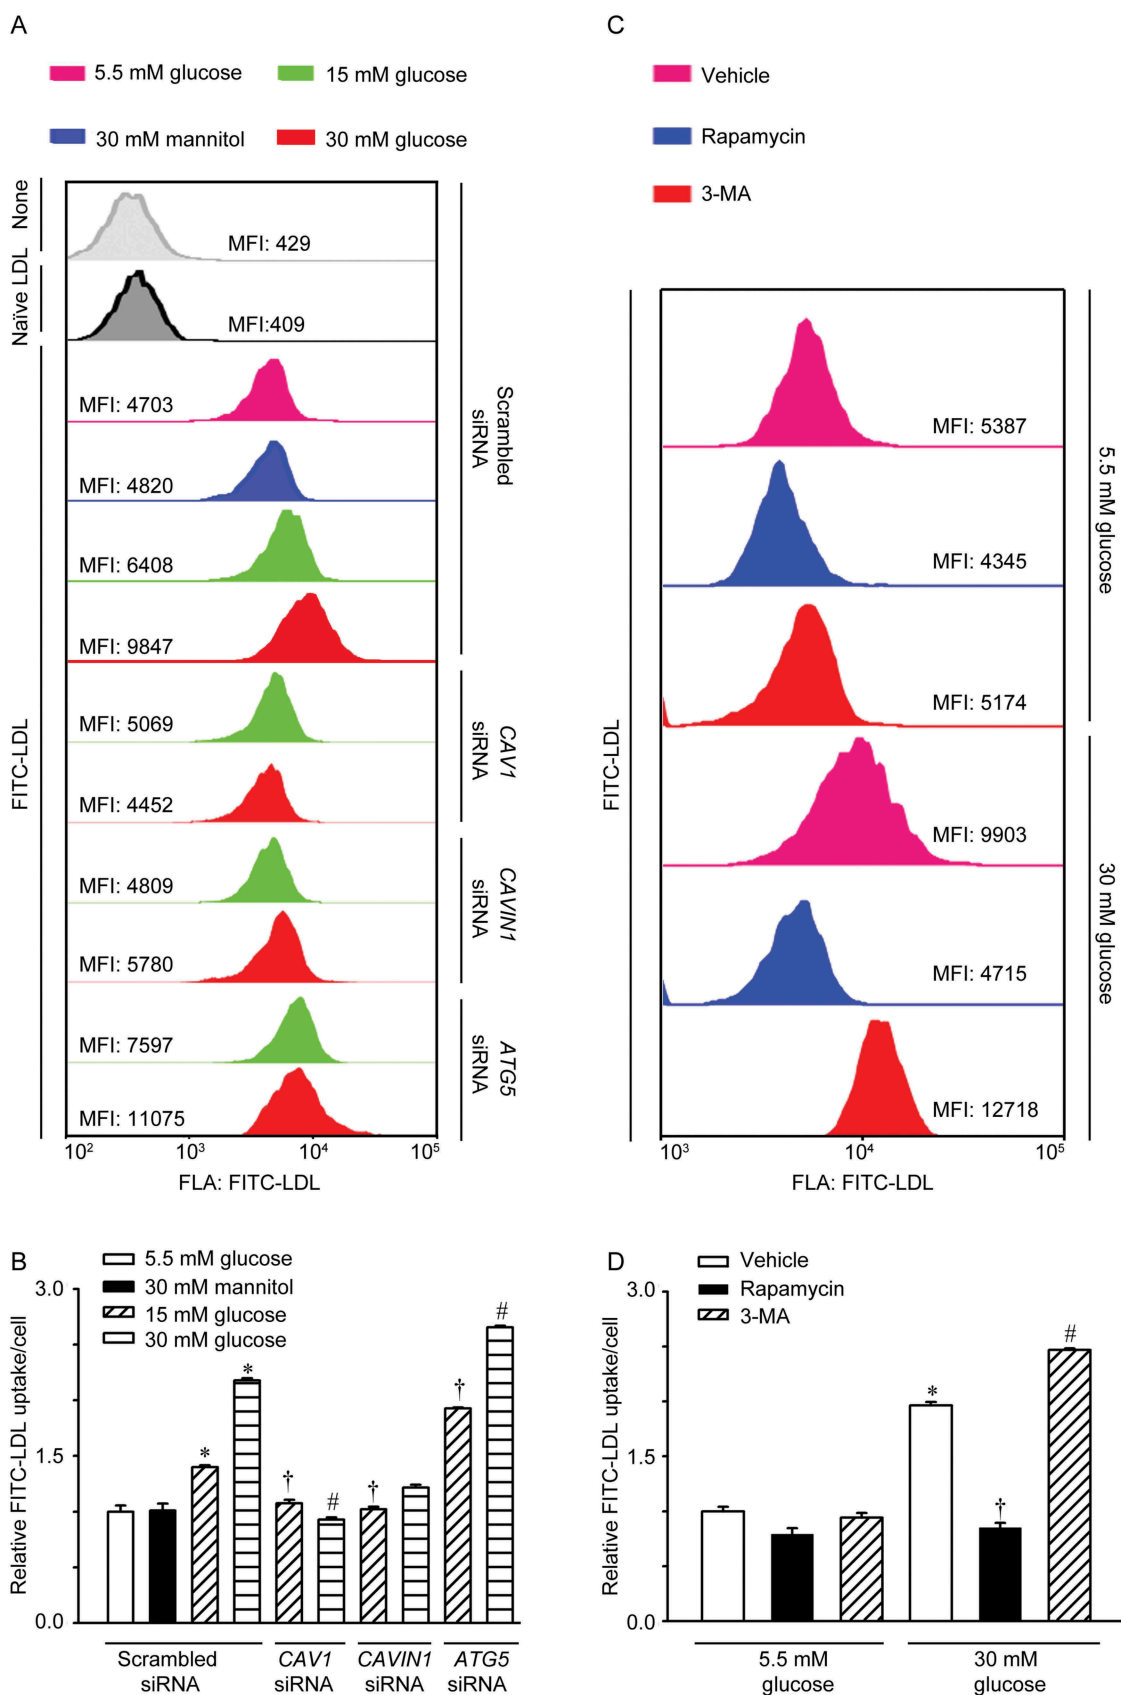 A
5.5 mM glucose
15 mM glucose
30 mM mannitol
30 mM glucose
None
Naïve LDL
FITC-LDL
MFI: 429
MFI:409
MFI: 4703
MFI: 4820
MFI: 6408
MFI: 9847
MFI: 5069
MFI: 4452
MFI: 4809
MFI: 5780
MFI: 7597
MFI: 11075
Scrambled
siRNA
CAV1
siRNA
CAVIN1
siRNA
ATG5
siRNA
10² 10³ 10⁴ 10⁵
FLA: FITC-LDL
C
Vehicle
Rapamycin
3-MA
FITC-LDL
MFI: 5387
MFI: 4345
MFI: 5174
MFI: 9903
MFI: 4715
MFI: 12718
5.5 mM glucose
30 mM glucose
10³ 10⁴ 10⁵
FLA: FITC-LDL
B
5.5 mM glucose
30 mM mannitol
15 mM glucose
30 mM glucose
Relative FITC-LDL uptake/cell
3.0
1.5
0.0
* * † # † † #
Scrambled
siRNA
CAV1
siRNA
CAVIN1
siRNA
ATG5
siRNA
D
Vehicle
Rapamycin
3-MA
Relative FITC-LDL uptake/cell
3.0
1.5
0
* † #
5.5 mM
glucose
30 mM
glucose